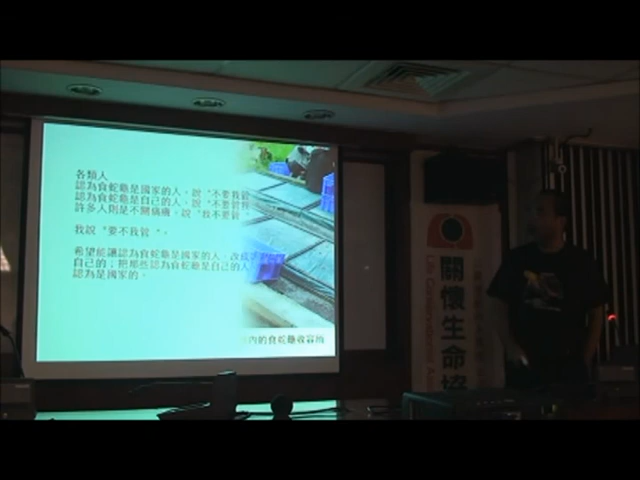 各類人
認為食蛇龜是國家的人，說“不要我管
認為食蛇龜是自己的人，說“不要你管
許多人則是不關痛癢，說“我不要管”
我說“要不我管“。
希望能讓認為食蛇龜是國家的人，改成
自己的；把那些認為食蛇龜是自己的人
認為是國家的。
內的食蛇龜收容場
關懷生命協